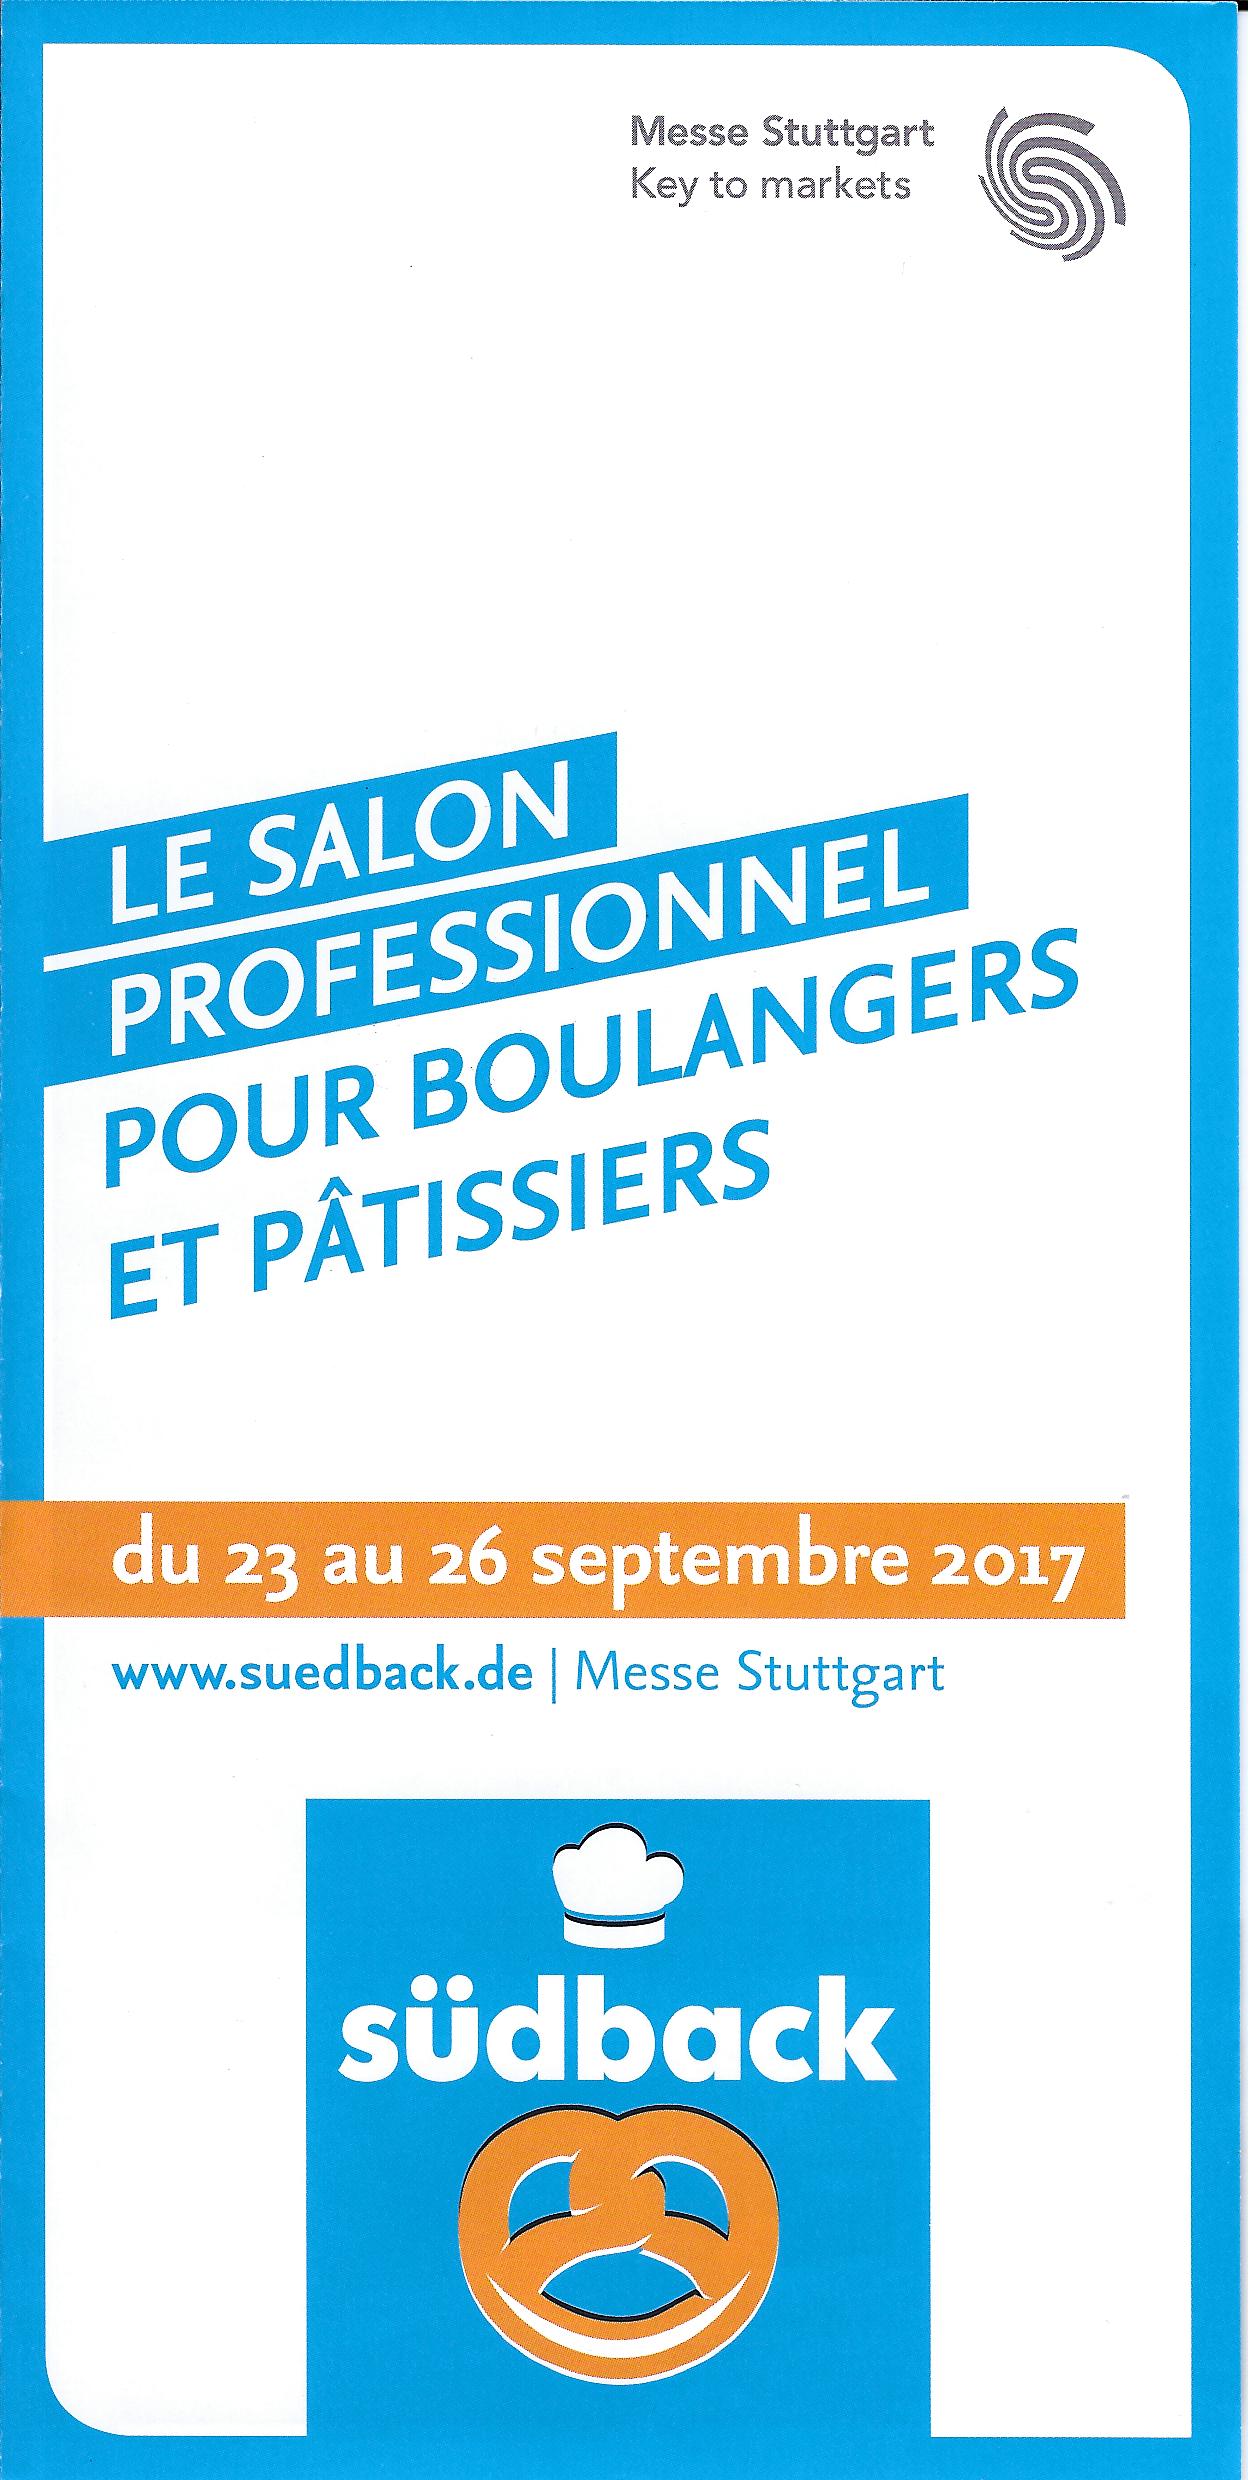 Messe Stuttgart
Key to markets
LE SALON
PROFESSIONNEL
POUR BOULANGERS
ET PÂTISSIERS
du 23 au 26 septembre 2017
www.suedback.de | Messe Stuttgart
südback